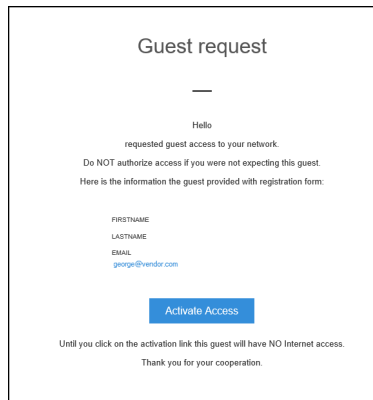 Guest request
Hello
requested guest access to your network.
Do NOT authorize access if you were not expecting this guest.
Here is the information the guest provided with registration form:
FIRSTNAME
LASTNAME
EMAIL
george@vendor.com
Activate Access
Until you click on the activation link this guest will have NO Internet access.
Thank you for your cooperation.